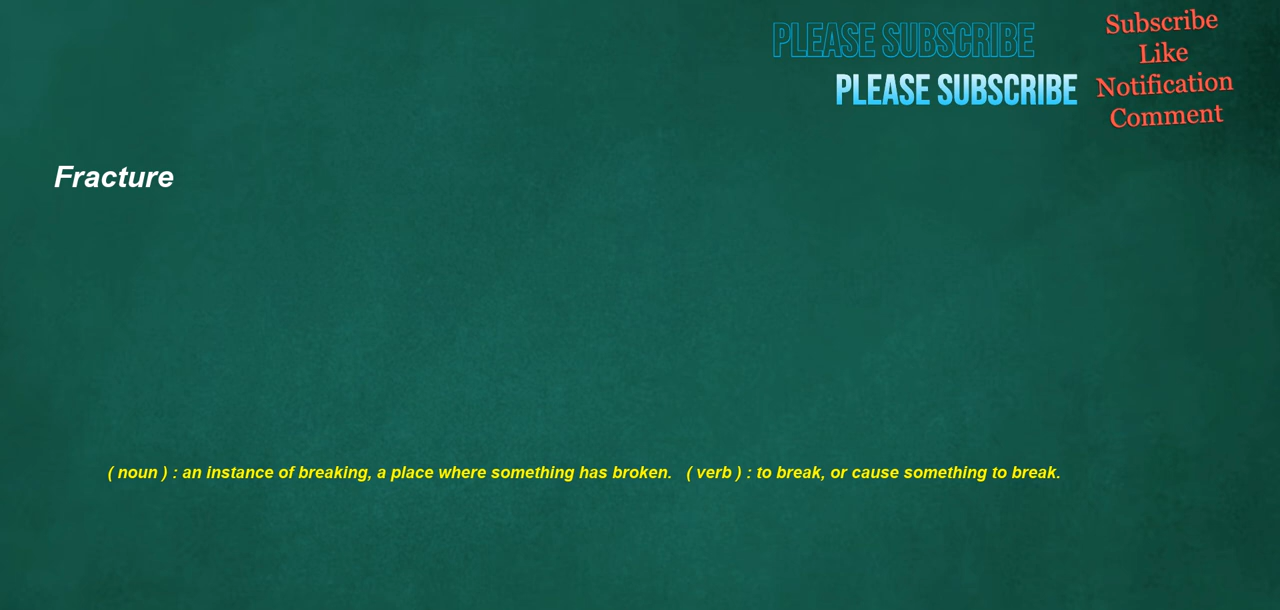 PLEASE SUBSCRIBE
PLEASE SUBSCRIBE
Subscribe
Like
Notification
Comment
Fracture
( noun ) : an instance of breaking, a place where something has broken.   ( verb ) : to break, or cause something to break.